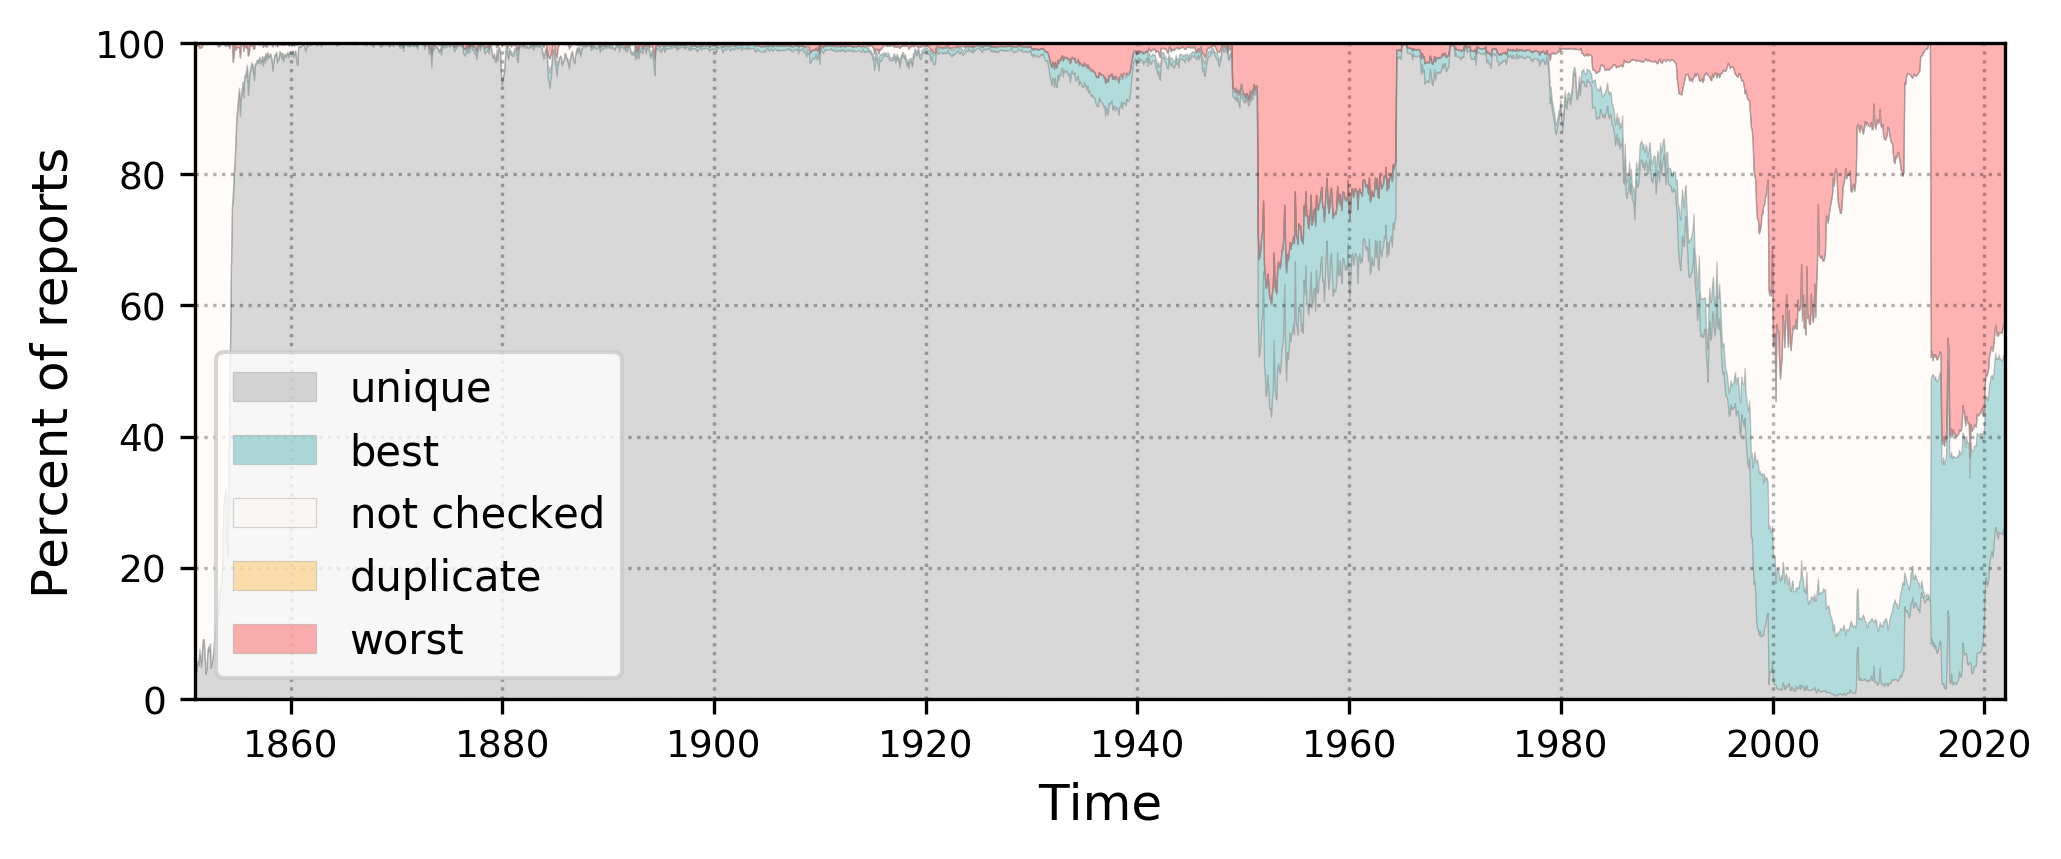 Percent of reports
100
80
60
40
20
0
unique
best
not checked
duplicate
worst
1860 1880 1900 1920 1940 1960 1980 2000 2020
Time